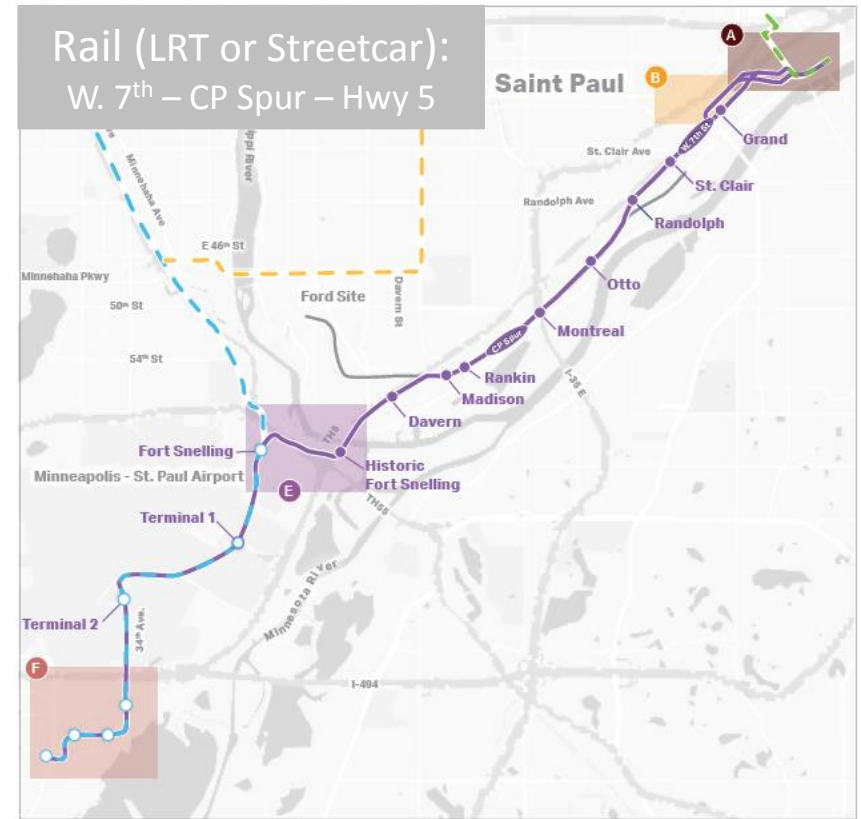 Rail (LRT or Streetcar):
W. 7th – CP Spur – Hwy 5
A
Saint Paul
B
W. 7th St
Grand
St. Clair Ave
St. Clair
Randolph Ave
Randolph
Minnehaha Ave
ppi River
E 46th St
Otto
Minnehaha Pkwy
Davern St
Ford Site
50th St
Montreal
CP Spur
54th St
I-35 E
Rankin
Madison
Davern
TH5
Fort Snelling
Historic
Fort Snelling
Minneapolis - St. Paul Airport
E
TH55
Terminal 1
Minnesota River
Terminal 2
34th Ave.
F
I-494